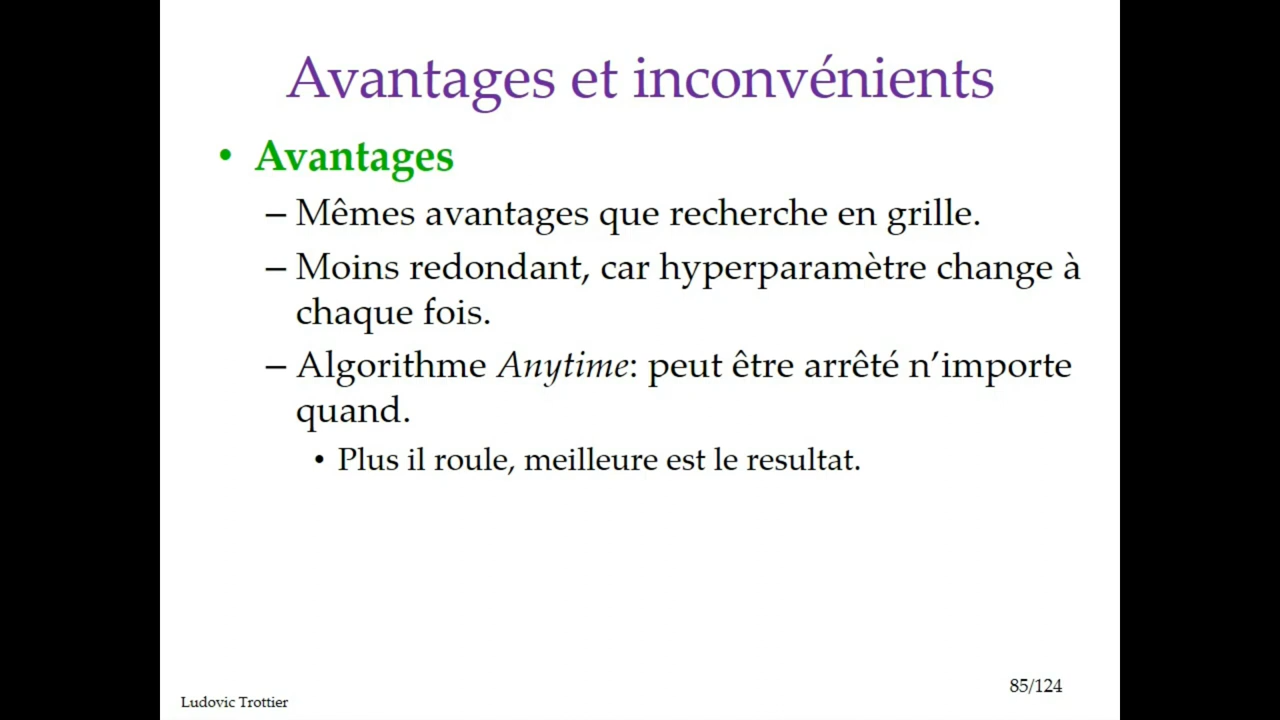 Avantages et inconvénients
• Avantages
– Mêmes avantages que recherche en grille.
– Moins redondant, car hyperparamètre change à
chaque fois.
– Algorithme Anytime: peut être arrêté n’importe
quand.
• Plus il roule, meilleure est le resultat.
85/124
Ludovic Trottier